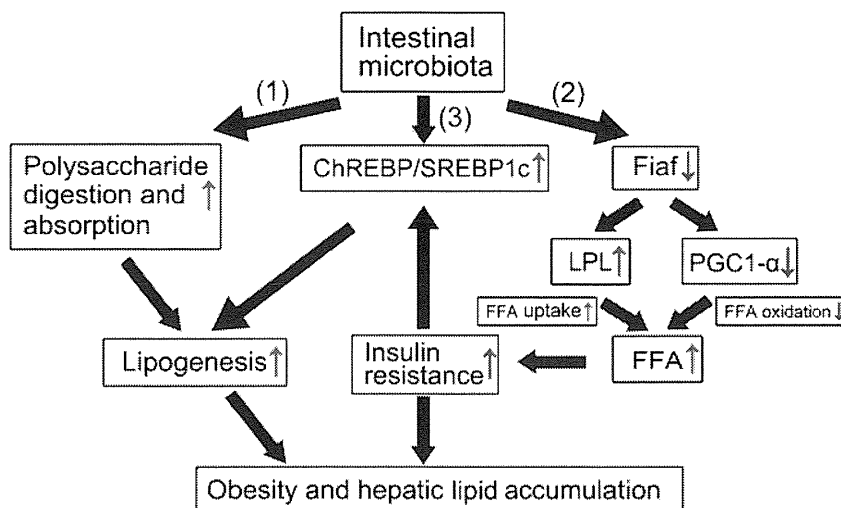 Intestinal
microbiota
(1)
(3)
(2)
Polysaccharide
digestion and ↑
absorption
ChREBP/SREBP1c ↑
Fiaf ↓
LPL ↑
PGC1-α ↓
FFA uptake ↑
FFA oxidation ↓
Lipogenesis ↑
Insulin
resistance ↑
FFA ↑
Obesity and hepatic lipid accumulation